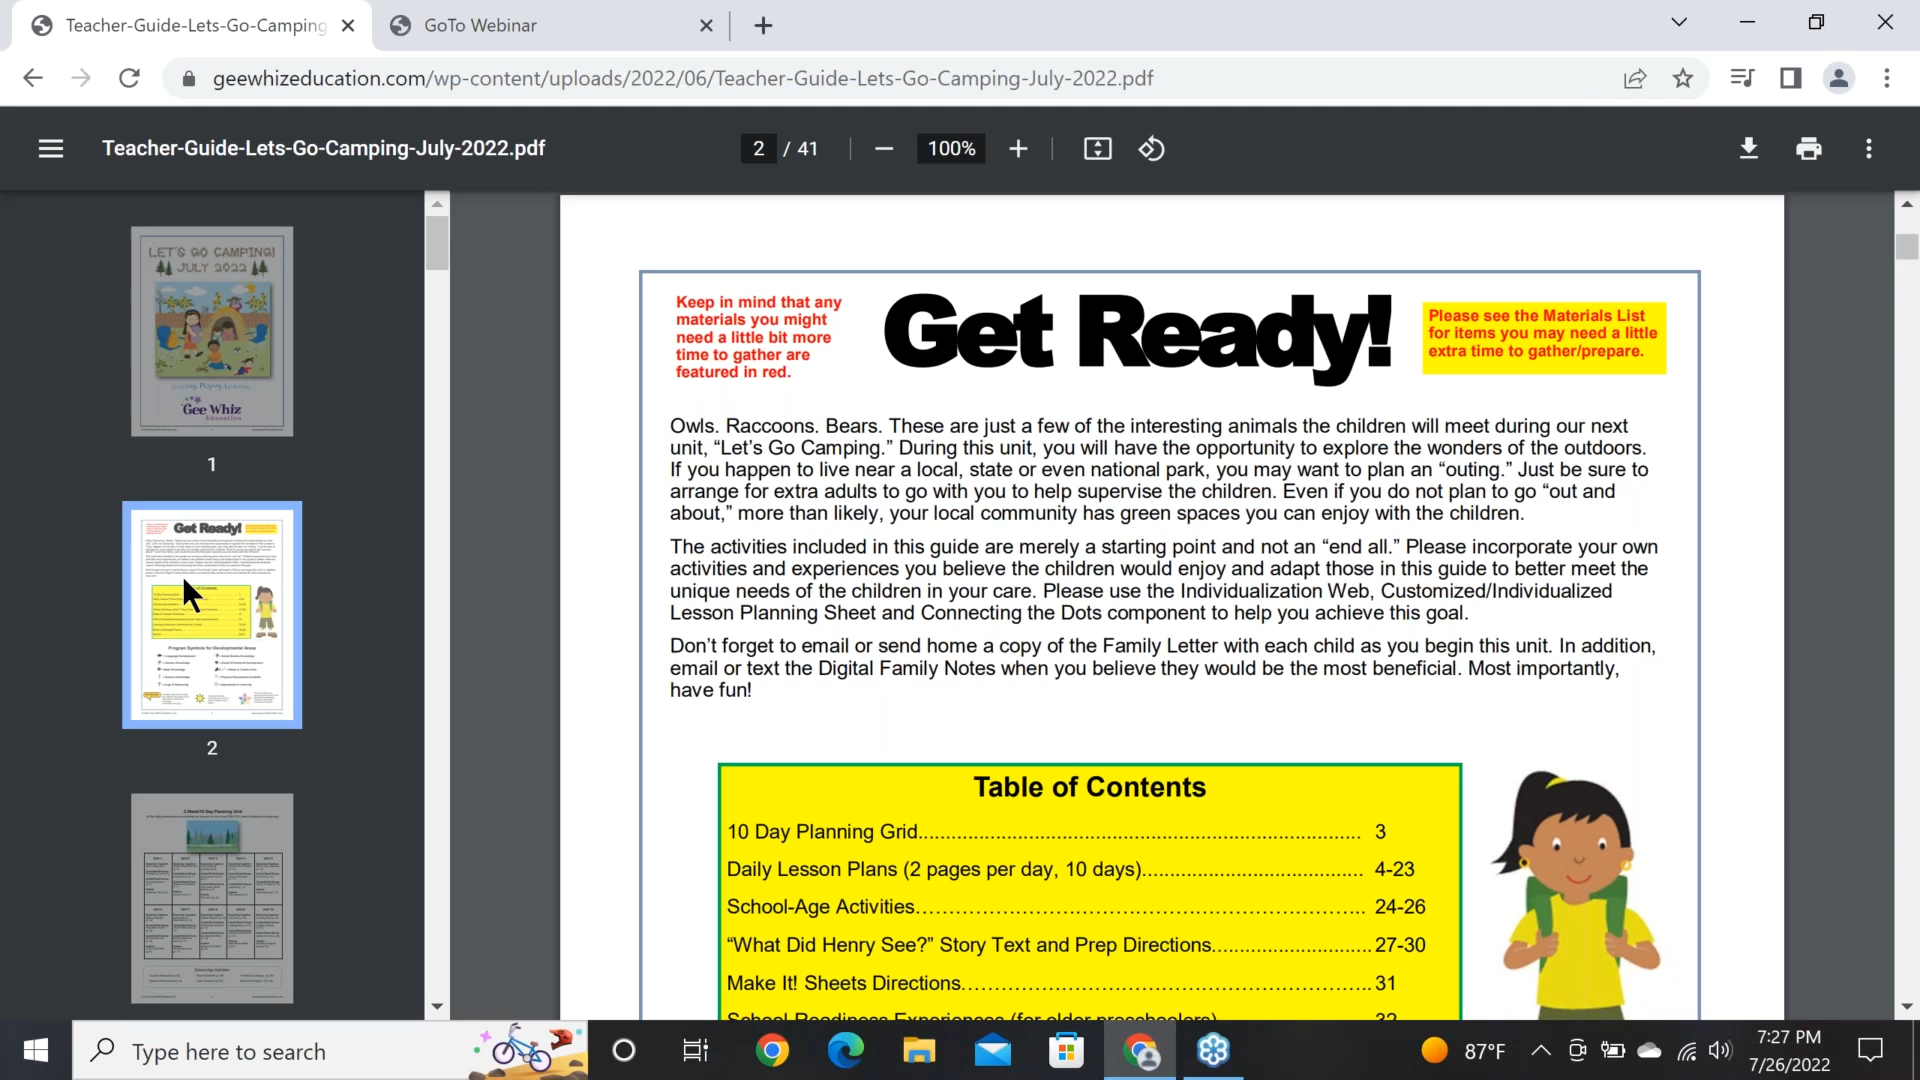 Teacher-Guide-Lets-Go-Camping
GoTo Webinar
geewhizeducation.com/wp-content/uploads/2022/06/Teacher-Guide-Lets-Go-Camping-July-2022.pdf
Teacher-Guide-Lets-Go-Camping-July-2022.pdf
2 / 41
100%
LET'S GO CAMPING!
JULY 2022
Gee Whiz
Education
1
Get Ready!
Program Symbols for Developmental Areas
2
Keep in mind that any
materials you might
need a little bit more
time to gather are
featured in red.
Get Ready!
Please see the Materials List
for items you may need a little
extra time to gather/prepare.
Owls. Raccoons. Bears. These are just a few of the interesting animals the children will meet during our next
unit, “Let’s Go Camping.” During this unit, you will have the opportunity to explore the wonders of the outdoors.
If you happen to live near a local, state or even national park, you may want to plan an “outing.” Just be sure to
arrange for extra adults to go with you to help supervise the children. Even if you do not plan to go “out and
about,” more than likely, your local community has green spaces you can enjoy with the children.
The activities included in this guide are merely a starting point and not an “end all.” Please incorporate your own
activities and experiences you believe the children would enjoy and adapt those in this guide to better meet the
unique needs of the children in your care. Please use the Individualization Web, Customized/Individualized
Lesson Planning Sheet and Connecting the Dots component to help you achieve this goal.
Don’t forget to email or send home a copy of the Family Letter with each child as you begin this unit. In addition,
email or text the Digital Family Notes when you believe they would be the most beneficial. Most importantly,
have fun!
Table of Contents
10 Day Planning Grid........ 3
Daily Lesson Plans (2 pages per day, 10 days)........ 4-23
School-Age Activities........ 24-26
“What Did Henry See?” Story Text and Prep Directions........ 27-30
Make It! Sheets Directions........ 31
School Readiness Experiences (for older preschoolers)........ 32
Type here to search
87°F
7:27 PM
7/26/2022